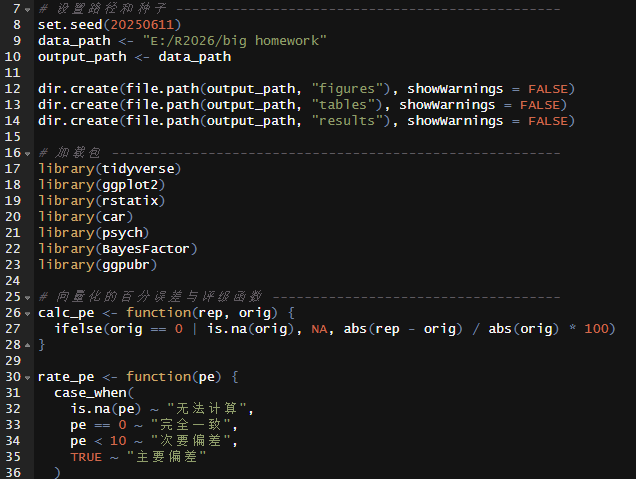 7 # 设置路径和种子 ------------------------------------------------
8 set.seed(20250611)
9 data_path <- "E:/R2026/big homework"
10 output_path <- data_path
11
12 dir.create(file.path(output_path, "figures"), showWarnings = FALSE)
13 dir.create(file.path(output_path, "tables"), showWarnings = FALSE)
14 dir.create(file.path(output_path, "results"), showWarnings = FALSE)
15
16 # 加载包 --------------------------------------------------------
17 library(tidyverse)
18 library(ggplot2)
19 library(rstatix)
20 library(car)
21 library(psych)
22 library(BayesFactor)
23 library(ggpubr)
24
25 # 向量化的百分误差与评级函数 ------------------------------------
26 calc_pe <- function(rep, orig) {
27   ifelse(orig == 0 | is.na(orig), NA, abs(rep - orig) / abs(orig) * 100)
28 }
29
30 rate_pe <- function(pe) {
31   case_when(
32     is.na(pe) ~ "无法计算",
33     pe == 0 ~ "完全一致",
34     pe < 10 ~ "次要偏差",
35     TRUE ~ "主要偏差"
36   )